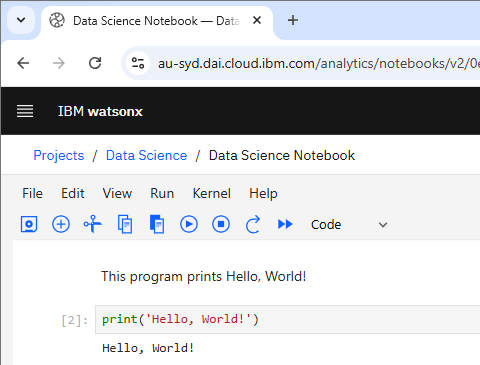 Data Science Notebook — Data
au-syd.dai.cloud.ibm.com/analytics/notebooks/v2/0e
IBM watsonx
Projects / Data Science / Data Science Notebook
File Edit View Run Kernel Help
Code
This program prints Hello, World!
[2]: print('Hello, World!')
Hello, World!